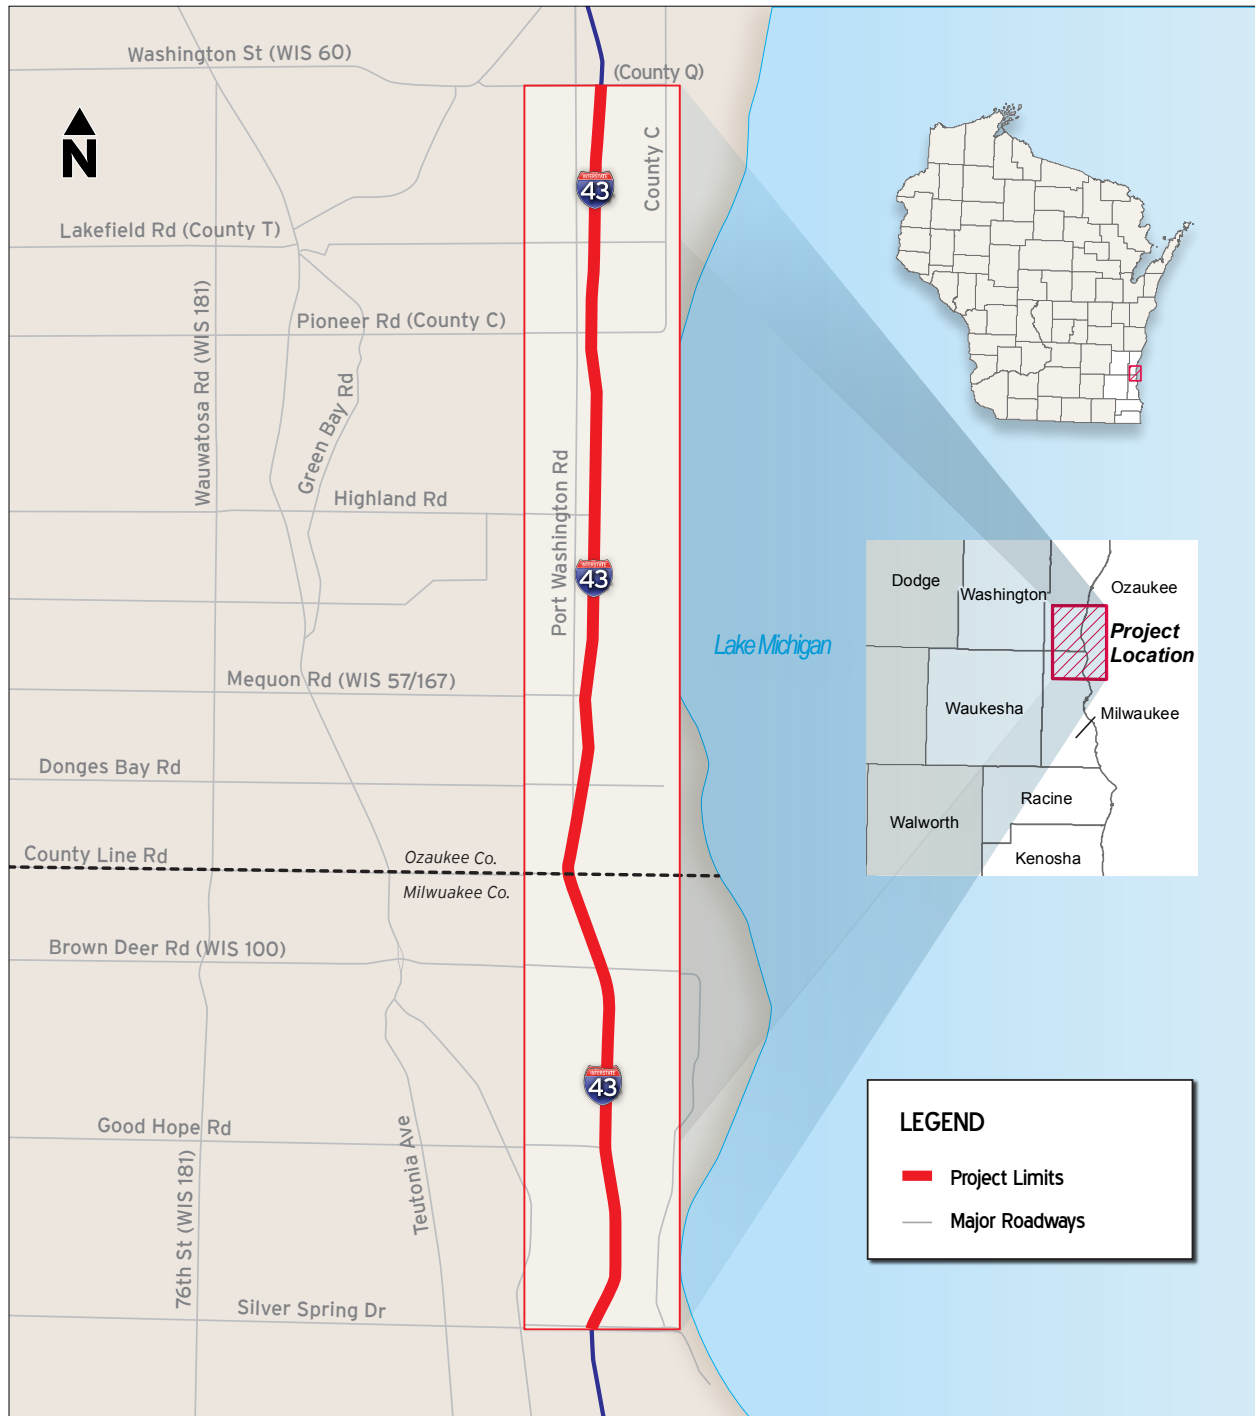 Washington St (WIS 60)
(County Q)
N
County C
INTERSTATE
43
Lakefield Rd (County T)
Wauwatosa Rd (WIS 181)
Pioneer Rd (County C)
Green Bay Rd
Highland Rd
Port Washington Rd
INTERSTATE
43
Lake Michigan
Mequon Rd (WIS 57/167)
Donges Bay Rd
County Line Rd
Ozaukee Co.
Milwuakee Co.
Brown Deer Rd (WIS 100)
INTERSTATE
43
Good Hope Rd
Teutonia Ave
76th St (WIS 181)
Silver Spring Dr
Dodge
Washington
Ozaukee
Project
Location
Waukesha
Milwaukee
Racine
Walworth
Kenosha
LEGEND
Project Limits
Major Roadways